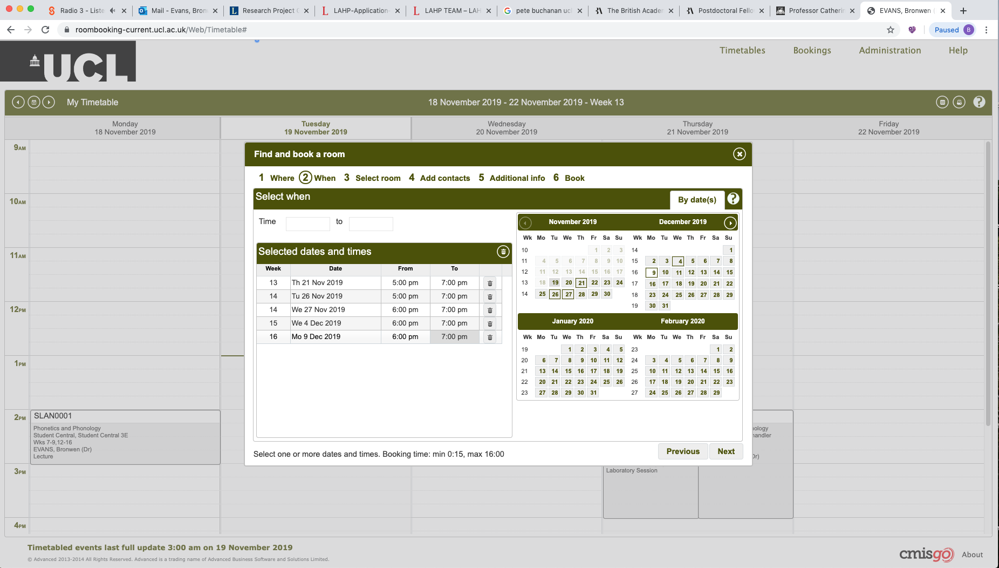 Radio 3 - Liste
Mail - Evans, Bron
Research Project G
LAHP-Application-
LAHP TEAM – LAH
pete buchanan ucl
The British Acader
Postdoctoral Fello
Professor Catherin
EVANS, Bronwen (
roombooking-current.ucl.ac.uk/Web/Timetable#
Paused B
UCL
Timetables Bookings Administration Help
My Timetable
18 November 2019 - 22 November 2019 - Week 13
Monday
18 November 2019
Tuesday
19 November 2019
Wednesday
20 November 2019
Thursday
21 November 2019
Friday
22 November 2019
9AM
10AM
11AM
12PM
1PM
2PM
3PM
4PM
Find and book a room
1 Where 2 When 3 Select room 4 Add contacts 5 Additional info 6 Book
Select when
By date(s)
?
Time to
Selected dates and times
Week Date From To
13 Th 21 Nov 2019 5:00 pm 7:00 pm
14 Tu 26 Nov 2019 5:00 pm 7:00 pm
14 We 27 Nov 2019 6:00 pm 7:00 pm
15 We 4 Dec 2019 6:00 pm 7:00 pm
16 Mo 9 Dec 2019 6:00 pm 7:00 pm
November 2019
Wk Mo Tu We Th Fr Sa Su
10 1 2 3
11 4 5 6 7 8 9 10
12 11 12 13 14 15 16 17
13 18 19 20 21 22 23 24
14 25 26 27 28 29 30
December 2019
Wk Mo Tu We Th Fr Sa Su
14 1
15 2 3 4 5 6 7 8
16 9 10 11 12 13 14 15
17 16 17 18 19 20 21 22
18 23 24 25 26 27 28 29
19 30 31
January 2020
Wk Mo Tu We Th Fr Sa Su
19 1 2 3 4 5
20 6 7 8 9 10 11 12
21 13 14 15 16 17 18 19
22 20 21 22 23 24 25 26
23 27 28 29 30 31
February 2020
Wk Mo Tu We Th Fr Sa Su
23 1 2
24 3 4 5 6 7 8 9
25 10 11 12 13 14 15 16
26 17 18 19 20 21 22 23
27 24 25 26 27 28 29
Select one or more dates and times. Booking time: min 0:15, max 16:00
Previous Next
SLAN0001
Phonetics and Phonology
Student Central, Student Central 3E
Wks 7-9,12-16
EVANS, Bronwen (Dr)
Lecture
Laboratory Session
nology
handler
Dr)
Timetabled events last full update 3:00 am on 19 November 2019
© Advanced 2013-2014 All Rights Reserved. Advanced is a trading name of Advanced Business Software and Solutions Limited.
cmisgo About